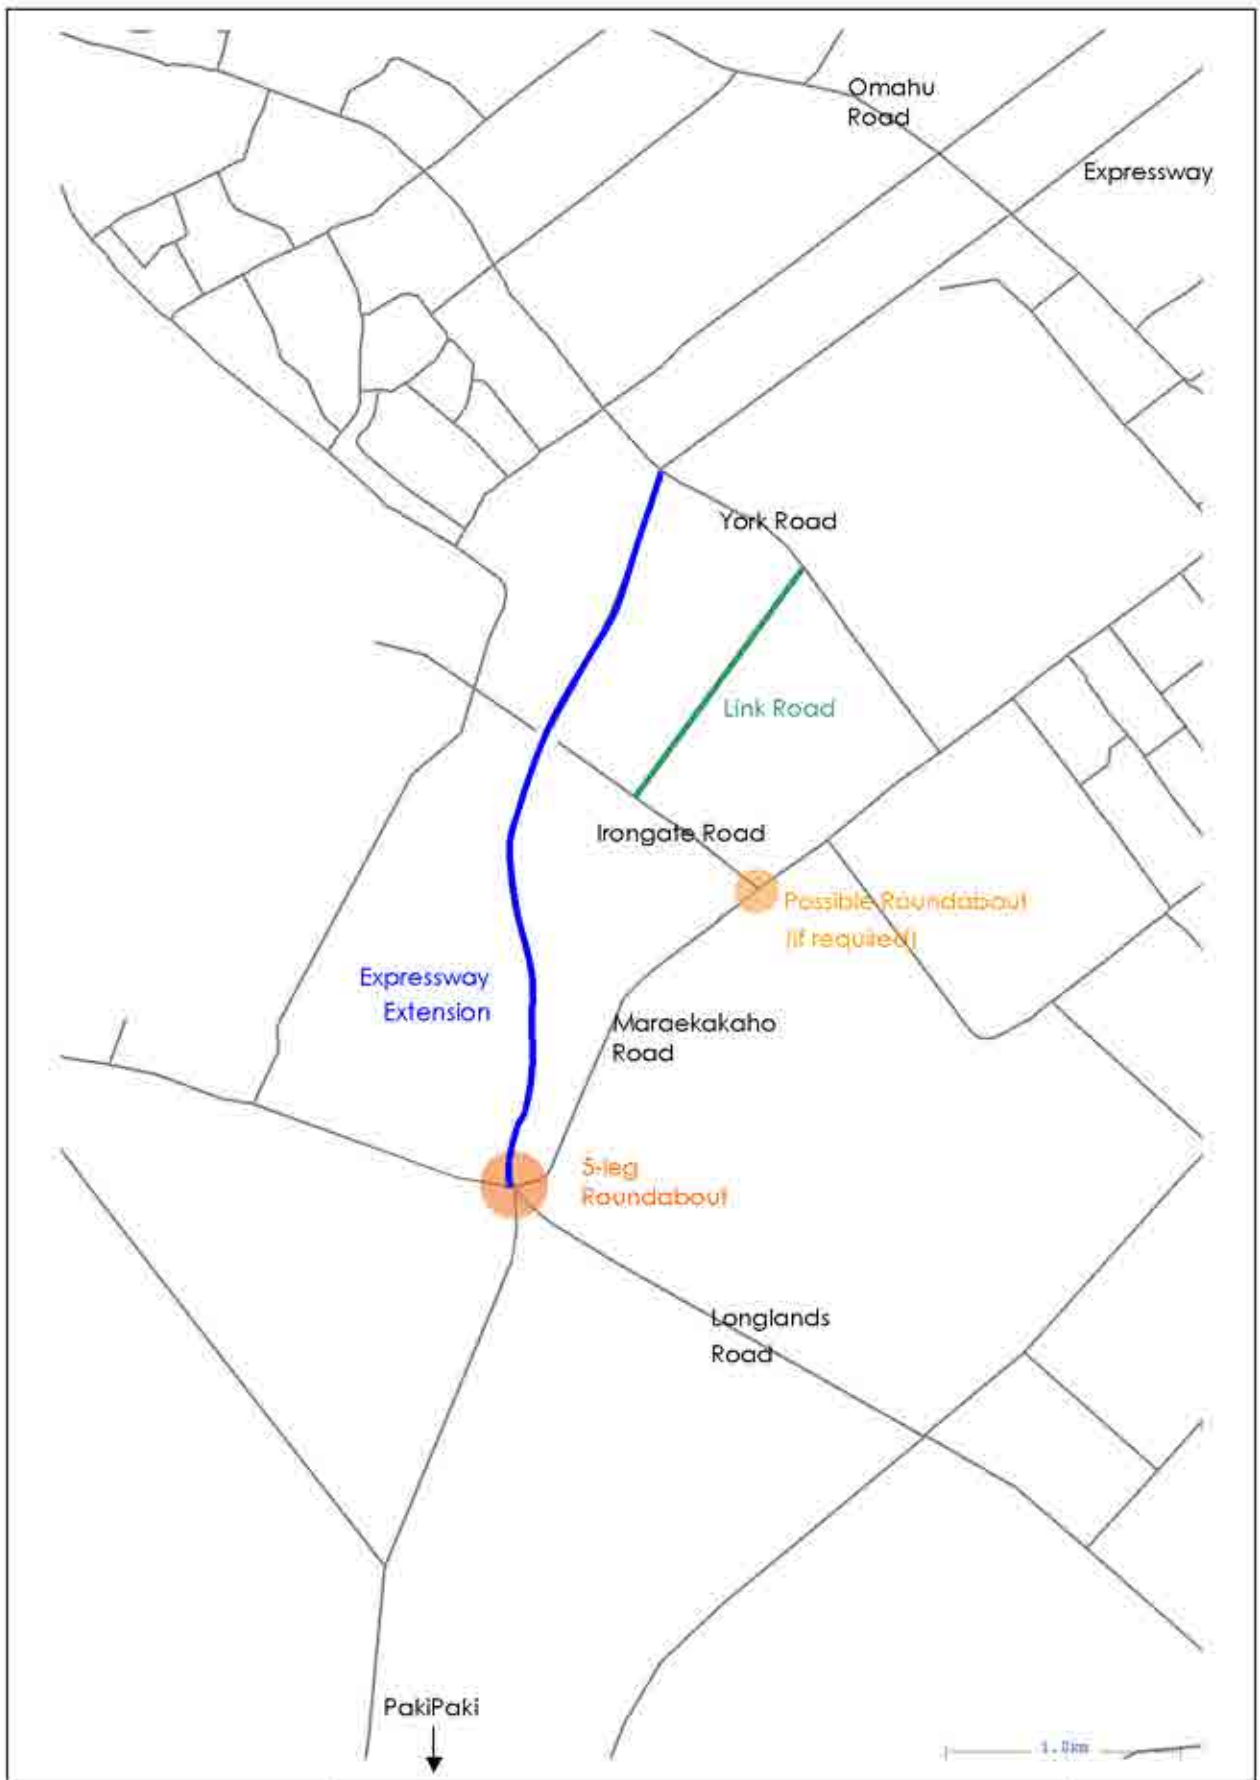 Omahu
Road
Expressway
York Road
Link Road
Irongate Road
Possible Roundabout
(if required)
Expressway
Extension
Maraekakaho
Road
5-leg
Roundabout
Longlands
Road
PakiPaki
1.0km